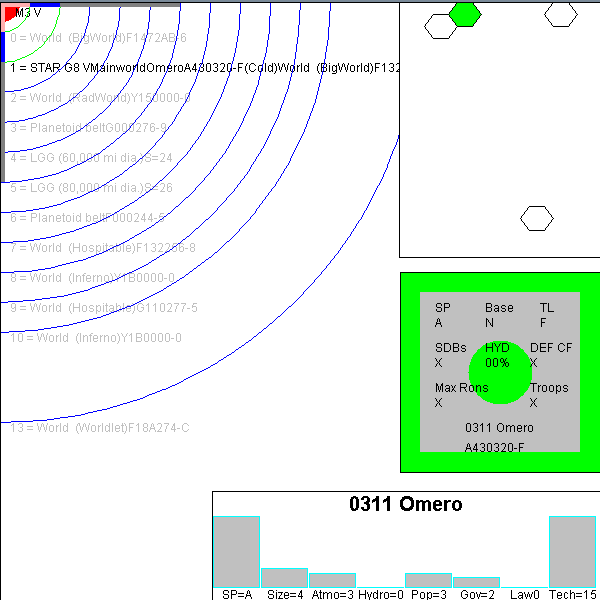 M3 V
0 = World  (BigWorld)F1472AB-6
1 = STAR G8 VMainworldOmeroA430320-F(Cold)World  (BigWorld)F132
2 = World  (RadWorld)Y150000-0
3 = Planetoid beltG000276-9
4 = LGG (60,000 mi dia.)S=24
5 = LGG (80,000 mi dia.)S=26
6 = Planetoid beltF000244-5
7 = World  (Hospitable)F132266-8
8 = World  (Inferno)Y1B0000-0
9 = World  (Hospitable)G110277-5
10 = World  (Inferno)Y1B0000-0
13 = World  (Worldlet)F18A274-C
SP Base TL
A N F
SDBs HYD DEF CF
X 00% X
Max Rons Troops
X X
0311 Omero
A430320-F
0311 Omero
SP=A Size=4 Atmo=3 Hydro=0 Pop=3 Gov=2 Law0 Tech=15